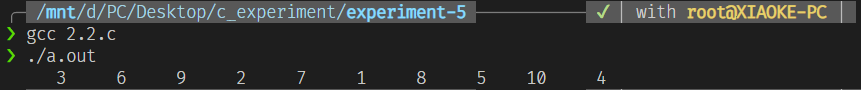 /mnt/d/PC/Desktop/c_experiment/experiment-5 ✓ | with root@XIAOKE-PC |
❯ gcc 2.2.c
❯ ./a.out
3 6 9 2 7 1 8 5 10 4